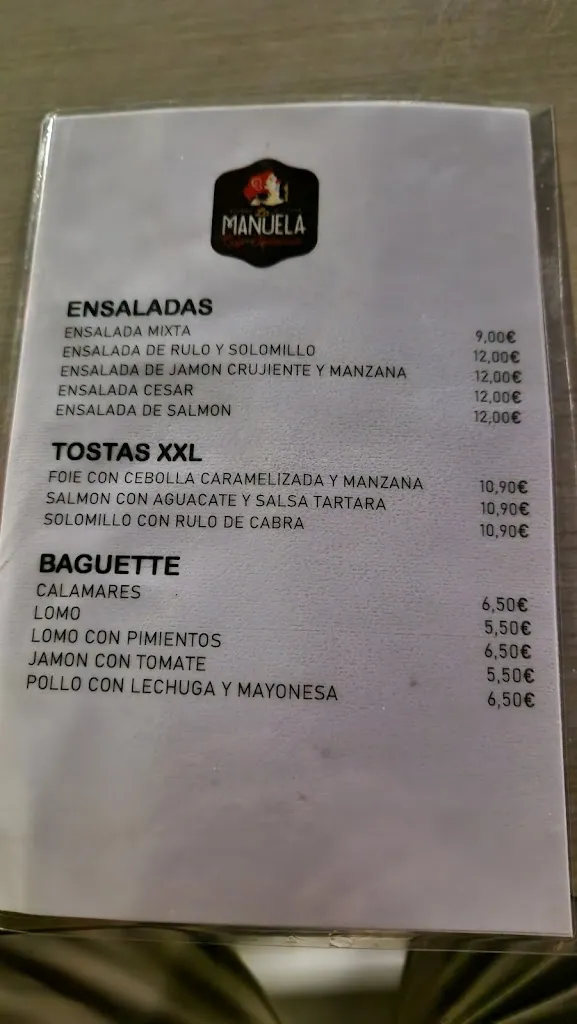 MANUELA
ENSALADAS
ENSALADA MIXTA 9,00€
ENSALADA DE RULO Y SOLOMILLO 12,00€
ENSALADA DE JAMON CRUJIENTE Y MANZANA 12,00€
ENSALADA CESAR 12,00€
ENSALADA DE SALMON 12,00€
TOSTAS XXL
FOIE CON CEBOLLA CARAMELIZADA Y MANZANA 10,90€
SALMON CON AGUACATE Y SALSA TARTARA 10,90€
SOLOMILLO CON RULO DE CABRA 10,90€
BAGUETTE
CALAMARES 6,50€
LOMO 5,50€
LOMO CON PIMIENTOS 6,50€
JAMON CON TOMATE 5,50€
POLLO CON LECHUGA Y MAYONESA 6,50€